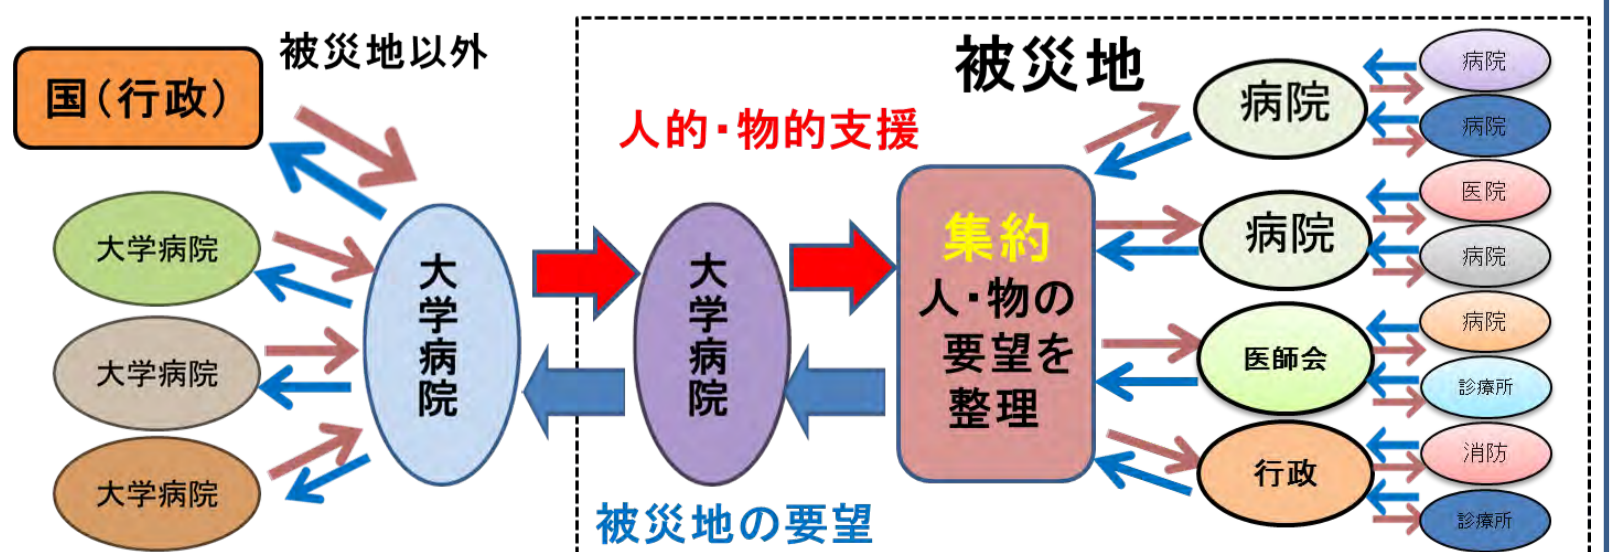 被災地以外
国(行政)
大学病院
大学病院
大学病院
大学病院
人的・物的支援
被災地の要望
被災地
大学病院
集約
人・物の
要望を
整理
病院
病院
医師会
行政
病院
病院
医院
病院
病院
診療所
消防
診療所